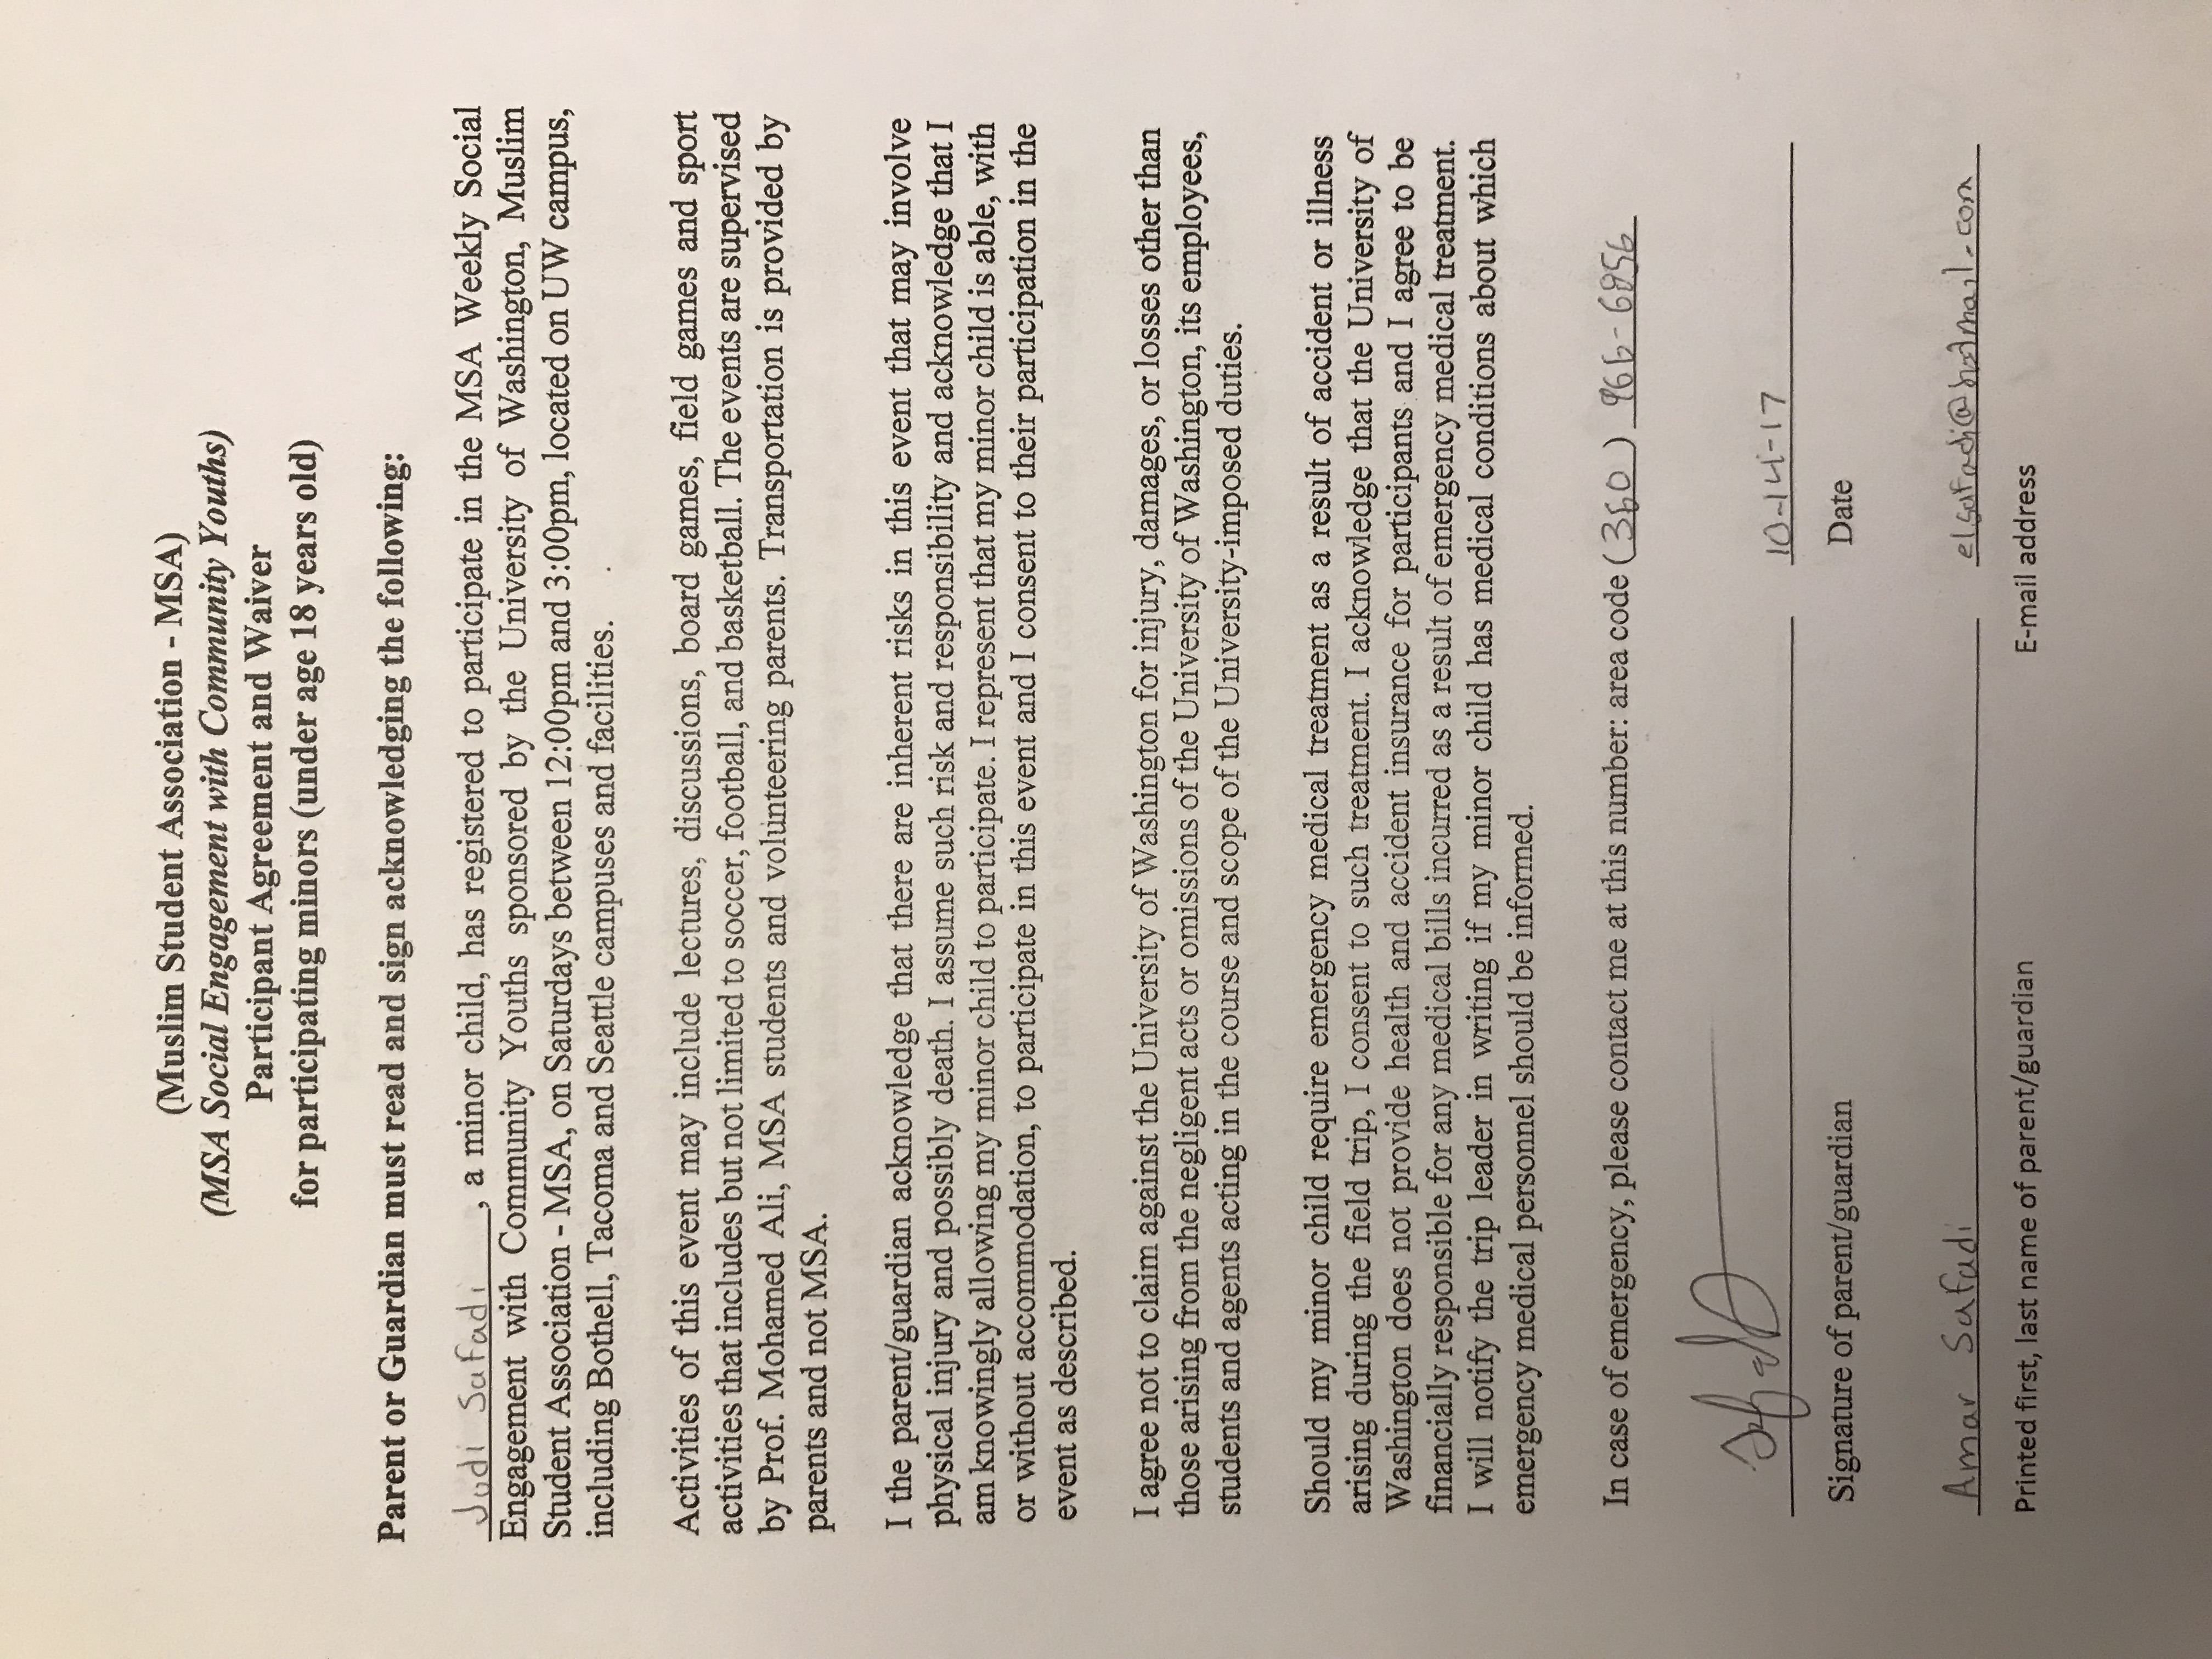 (Muslim Student Association - MSA)
(MSA Social Engagement with Community Youths)
Participant Agreement and Waiver
for participating minors (under age 18 years old)
Parent or Guardian must read and sign acknowledging the following:
Judi Safadi, a minor child, has registered to participate in the MSA Weekly Social
Engagement with Community Youths sponsored by the University of Washington, Muslim
Student Association - MSA, on Saturdays between 12:00pm and 3:00pm, located on UW campus,
including Bothell, Tacoma and Seattle campuses and facilities.
Activities of this event may include lectures, discussions, board games, field games and sport
activities that includes but not limited to soccer, football, and basketball. The events are supervised
by Prof. Mohamed Ali, MSA students and volunteering parents. Transportation is provided by
parents and not MSA.
I the parent/guardian acknowledge that there are inherent risks in this event that may involve
physical injury and possibly death. I assume such risk and responsibility and acknowledge that I
am knowingly allowing my minor child to participate. I represent that my minor child is able, with
or without accommodation, to participate in this event and I consent to their participation in the
event as described.
I agree not to claim against the University of Washington for injury, damages, or losses other than
those arising from the negligent acts or omissions of the University of Washington, its employees,
students and agents acting in the course and scope of the University-imposed duties.
Should my minor child require emergency medical treatment as a result of accident or illness
arising during the field trip, I consent to such treatment. I acknowledge that the University of
Washington does not provide health and accident insurance for participants and I agree to be
financially responsible for any medical bills incurred as a result of emergency medical treatment.
I will notify the trip leader in writing if my minor child has medical conditions about which
emergency medical personnel should be informed.
In case of emergency, please contact me at this number: area code (360) 966-6856
10-14-17
Signature of parent/guardian Date
Amar Safadi elsafadi@hotmail.com
Printed first, last name of parent/guardian E-mail address